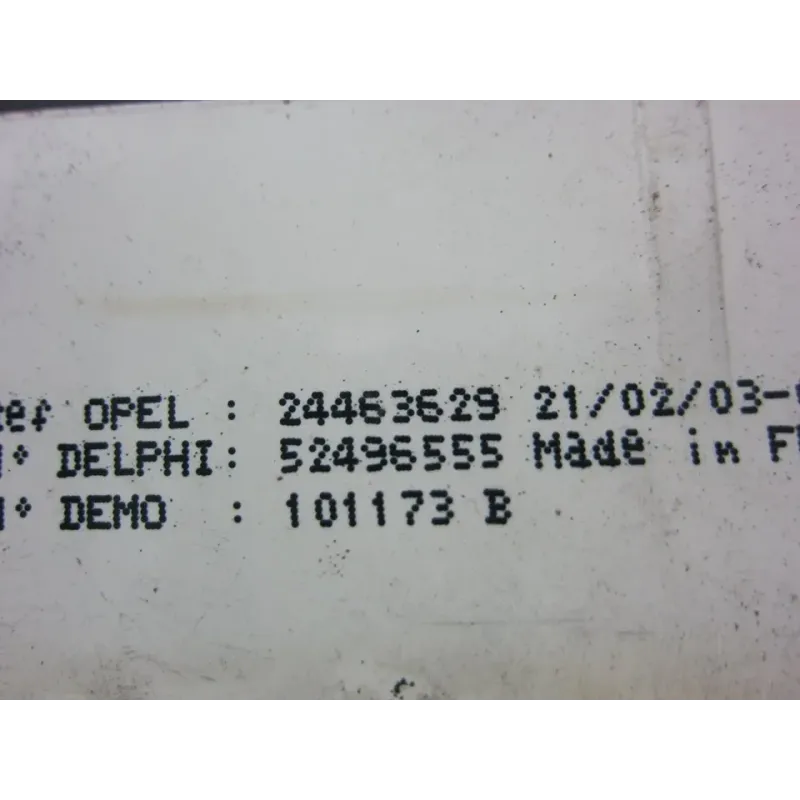 OPEL : 24463629 21/02/03-
DELPHI: 52496555 Made in
DEMO : 101173 B